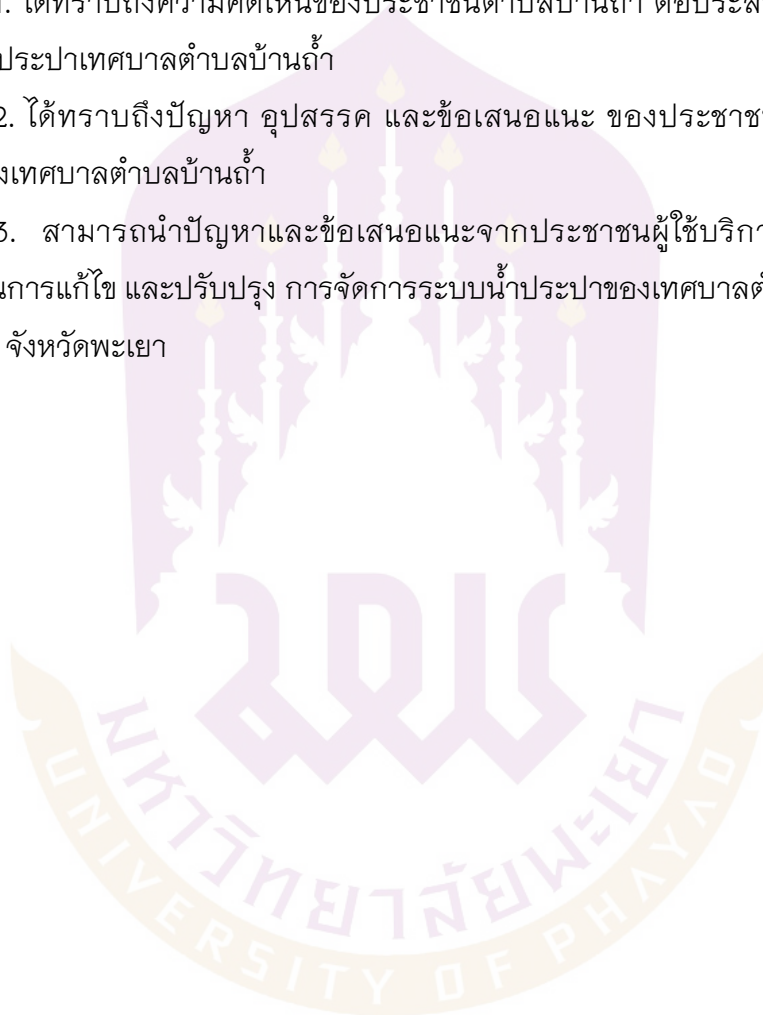 . ได้ทราบถึงความคิดเห็นของประชาชนตำบลบ้านถ้ำ ต่อประสิ
ประปาเทศบาลตำบลบ้านถ้ำ
2. ได้ทราบถึงปัญหา อุปสรรค และข้อเสนอแนะ ของประชาชน
งเทศบาลตำบลบ้านถ้ำ
3. สามารถนำปัญหาและข้อเสนอแนะจากประชาชนผู้ใช้บริกา
นการแก้ไข และปรับปรุง การจัดการระบบน้ำประปาของเทศบาลต
จังหวัดพะเยา
มหาวิทยาลัยพะเยา
UNIVERSITY OF PHAYAO